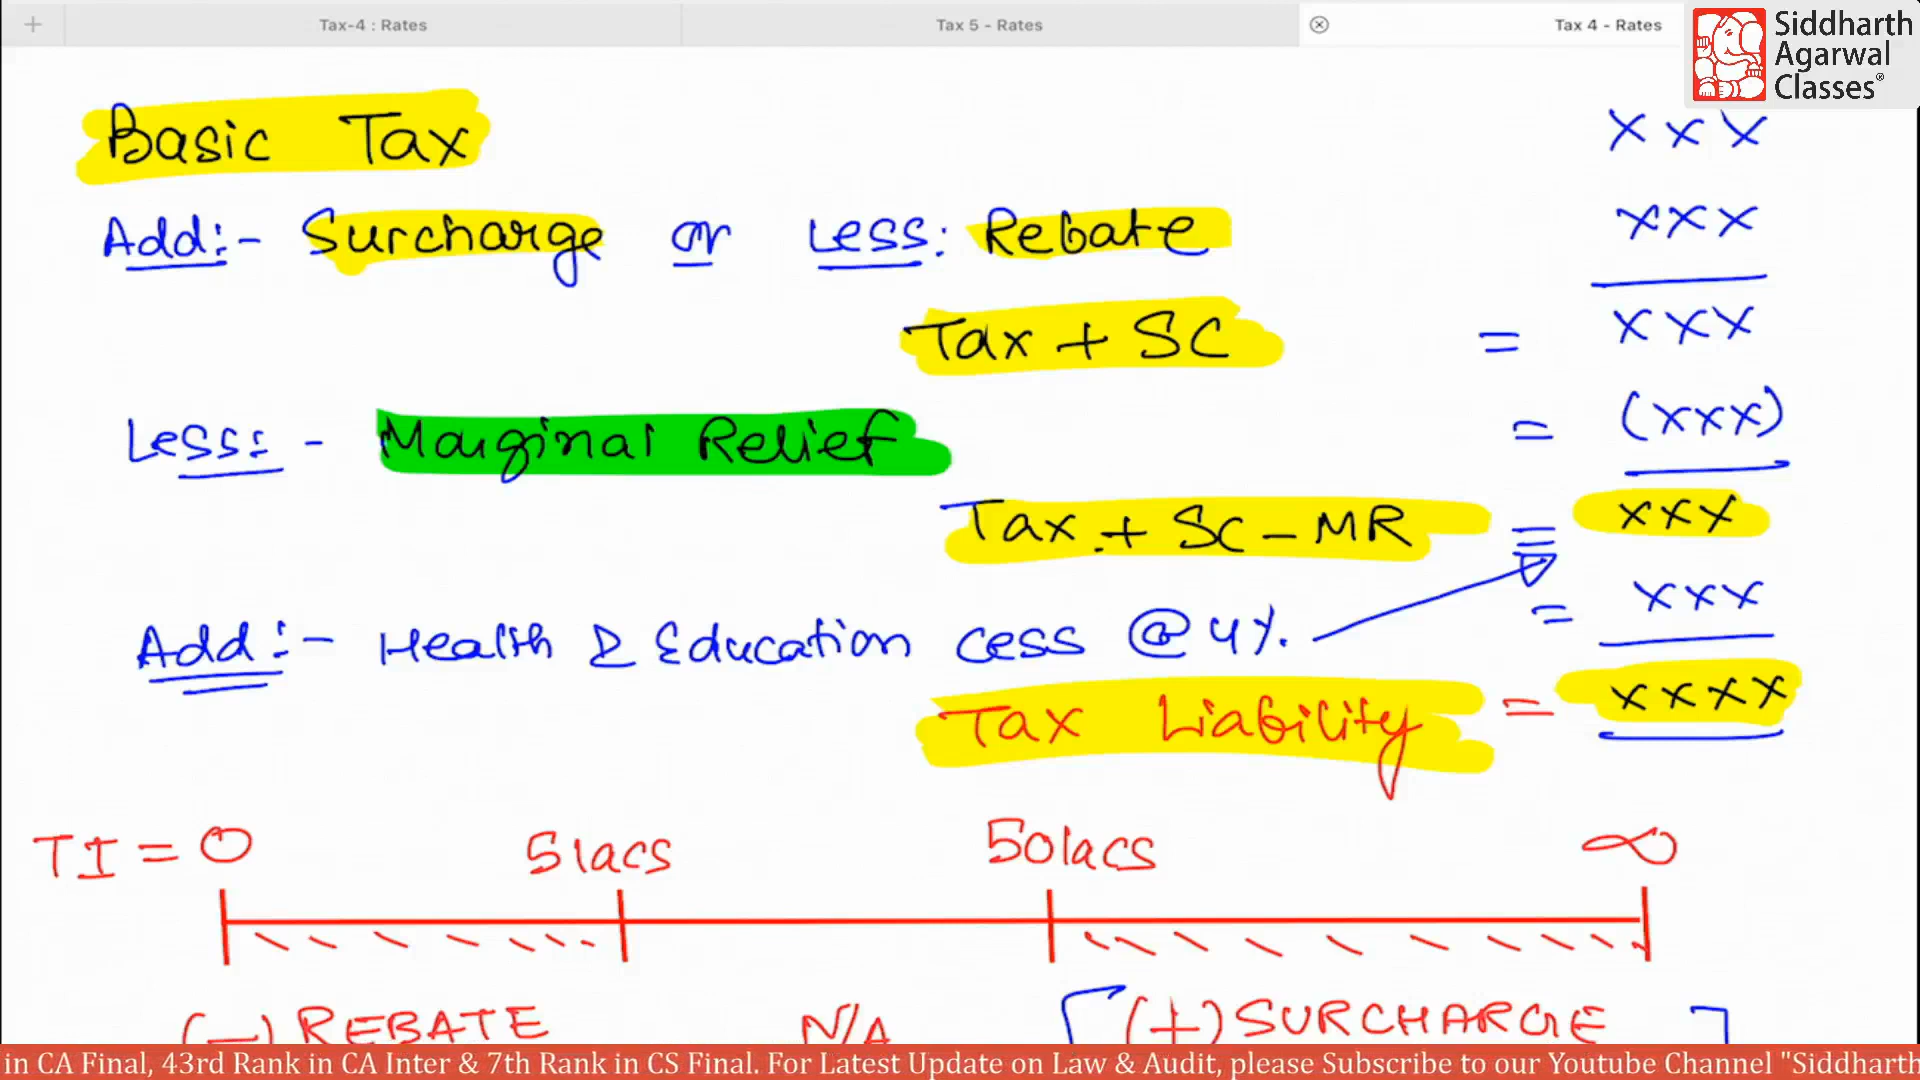 Tax-4 : Rates Tax 5 - Rates Tax 4 - Rates
Siddharth
Agarwal
Classes®
Basic Tax xxx
Add:- Surcharge or Less: Rebate xxx
Tax + SC = xxx
Less:- Marginal Relief = (xxx)
Tax + SC - MR = xxx
Add:- Health & Education cess @ 4%. = xxx
Tax Liability = xxxx
TI = 0 5 lacs 50 lacs ∞
(-) REBATE N/A [(+) SURCHARGE ]
in CA Final, 43rd Rank in CA Inter & 7th Rank in CS Final. For Latest Update on Law & Audit, please Subscribe to our Youtube Channel "Siddharth